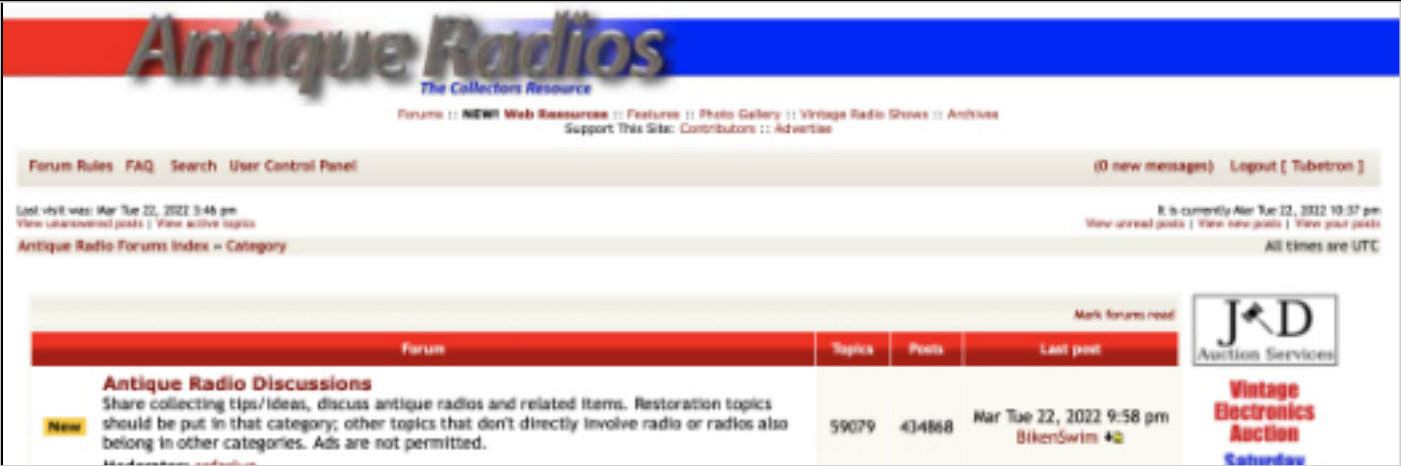 Antique Radios
The Collectors Resource
Forums :: NEW! Web Resources :: Features :: Photo Gallery :: Vintage Radio Shows :: Archives
Support This Site: Contributors :: Advertise
Forum Rules FAQ Search User Control Panel (0 new messages) Logout [ Tubetron ]
Last visit was: Mar Tue 22, 2022 3:46 pm It is currently Mar Tue 22, 2022 10:37 pm
View unanswered posts | View active topics View unread posts | View new posts | View your posts
Antique Radio Forums Index » Category All times are UTC
Mark forums read
Forum Topics Posts Last post
J D
Auction Services
Antique Radio Discussions
Share collecting tips/ideas, discuss antique radios and related items. Restoration topics
should be put in that category; other topics that don't directly involve radio or radios also
belong in other categories. Ads are not permitted.
New
59079 434868 Mar Tue 22, 2022 9:58 pm
BikenSwim
Vintage
Electronics
Auction
Saturday